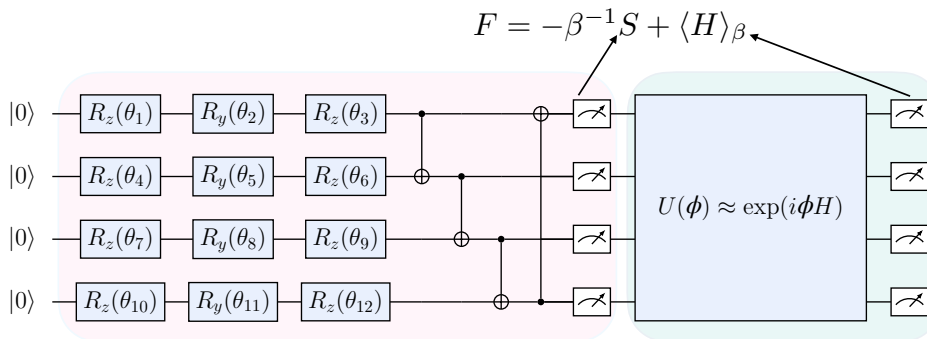 F = −β⁻¹S + ⟨H⟩_β
|0⟩ R_z(θ_1) R_y(θ_2) R_z(θ_3)
|0⟩ R_z(θ_4) R_y(θ_5) R_z(θ_6)
U(ϕ) ≈ exp(iϕH)
|0⟩ R_z(θ_7) R_y(θ_8) R_z(θ_9)
|0⟩ R_z(θ_10) R_y(θ_11) R_z(θ_12)